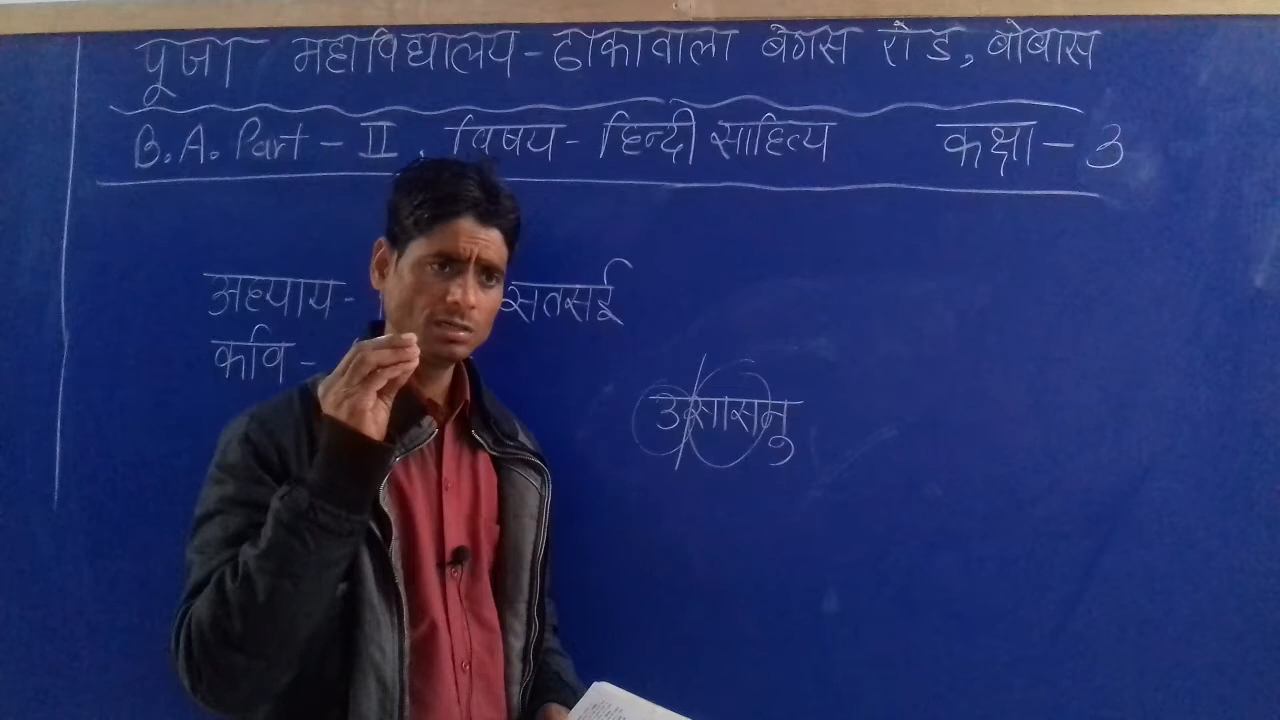 पूजा महाविद्यालय - ढाकावाला बेगस रोड, बोबास
B.A. Part - II. विषय - हिन्दी साहित्य कक्षा - 3
अध्याय - सतसई
कवि -
उसासनु